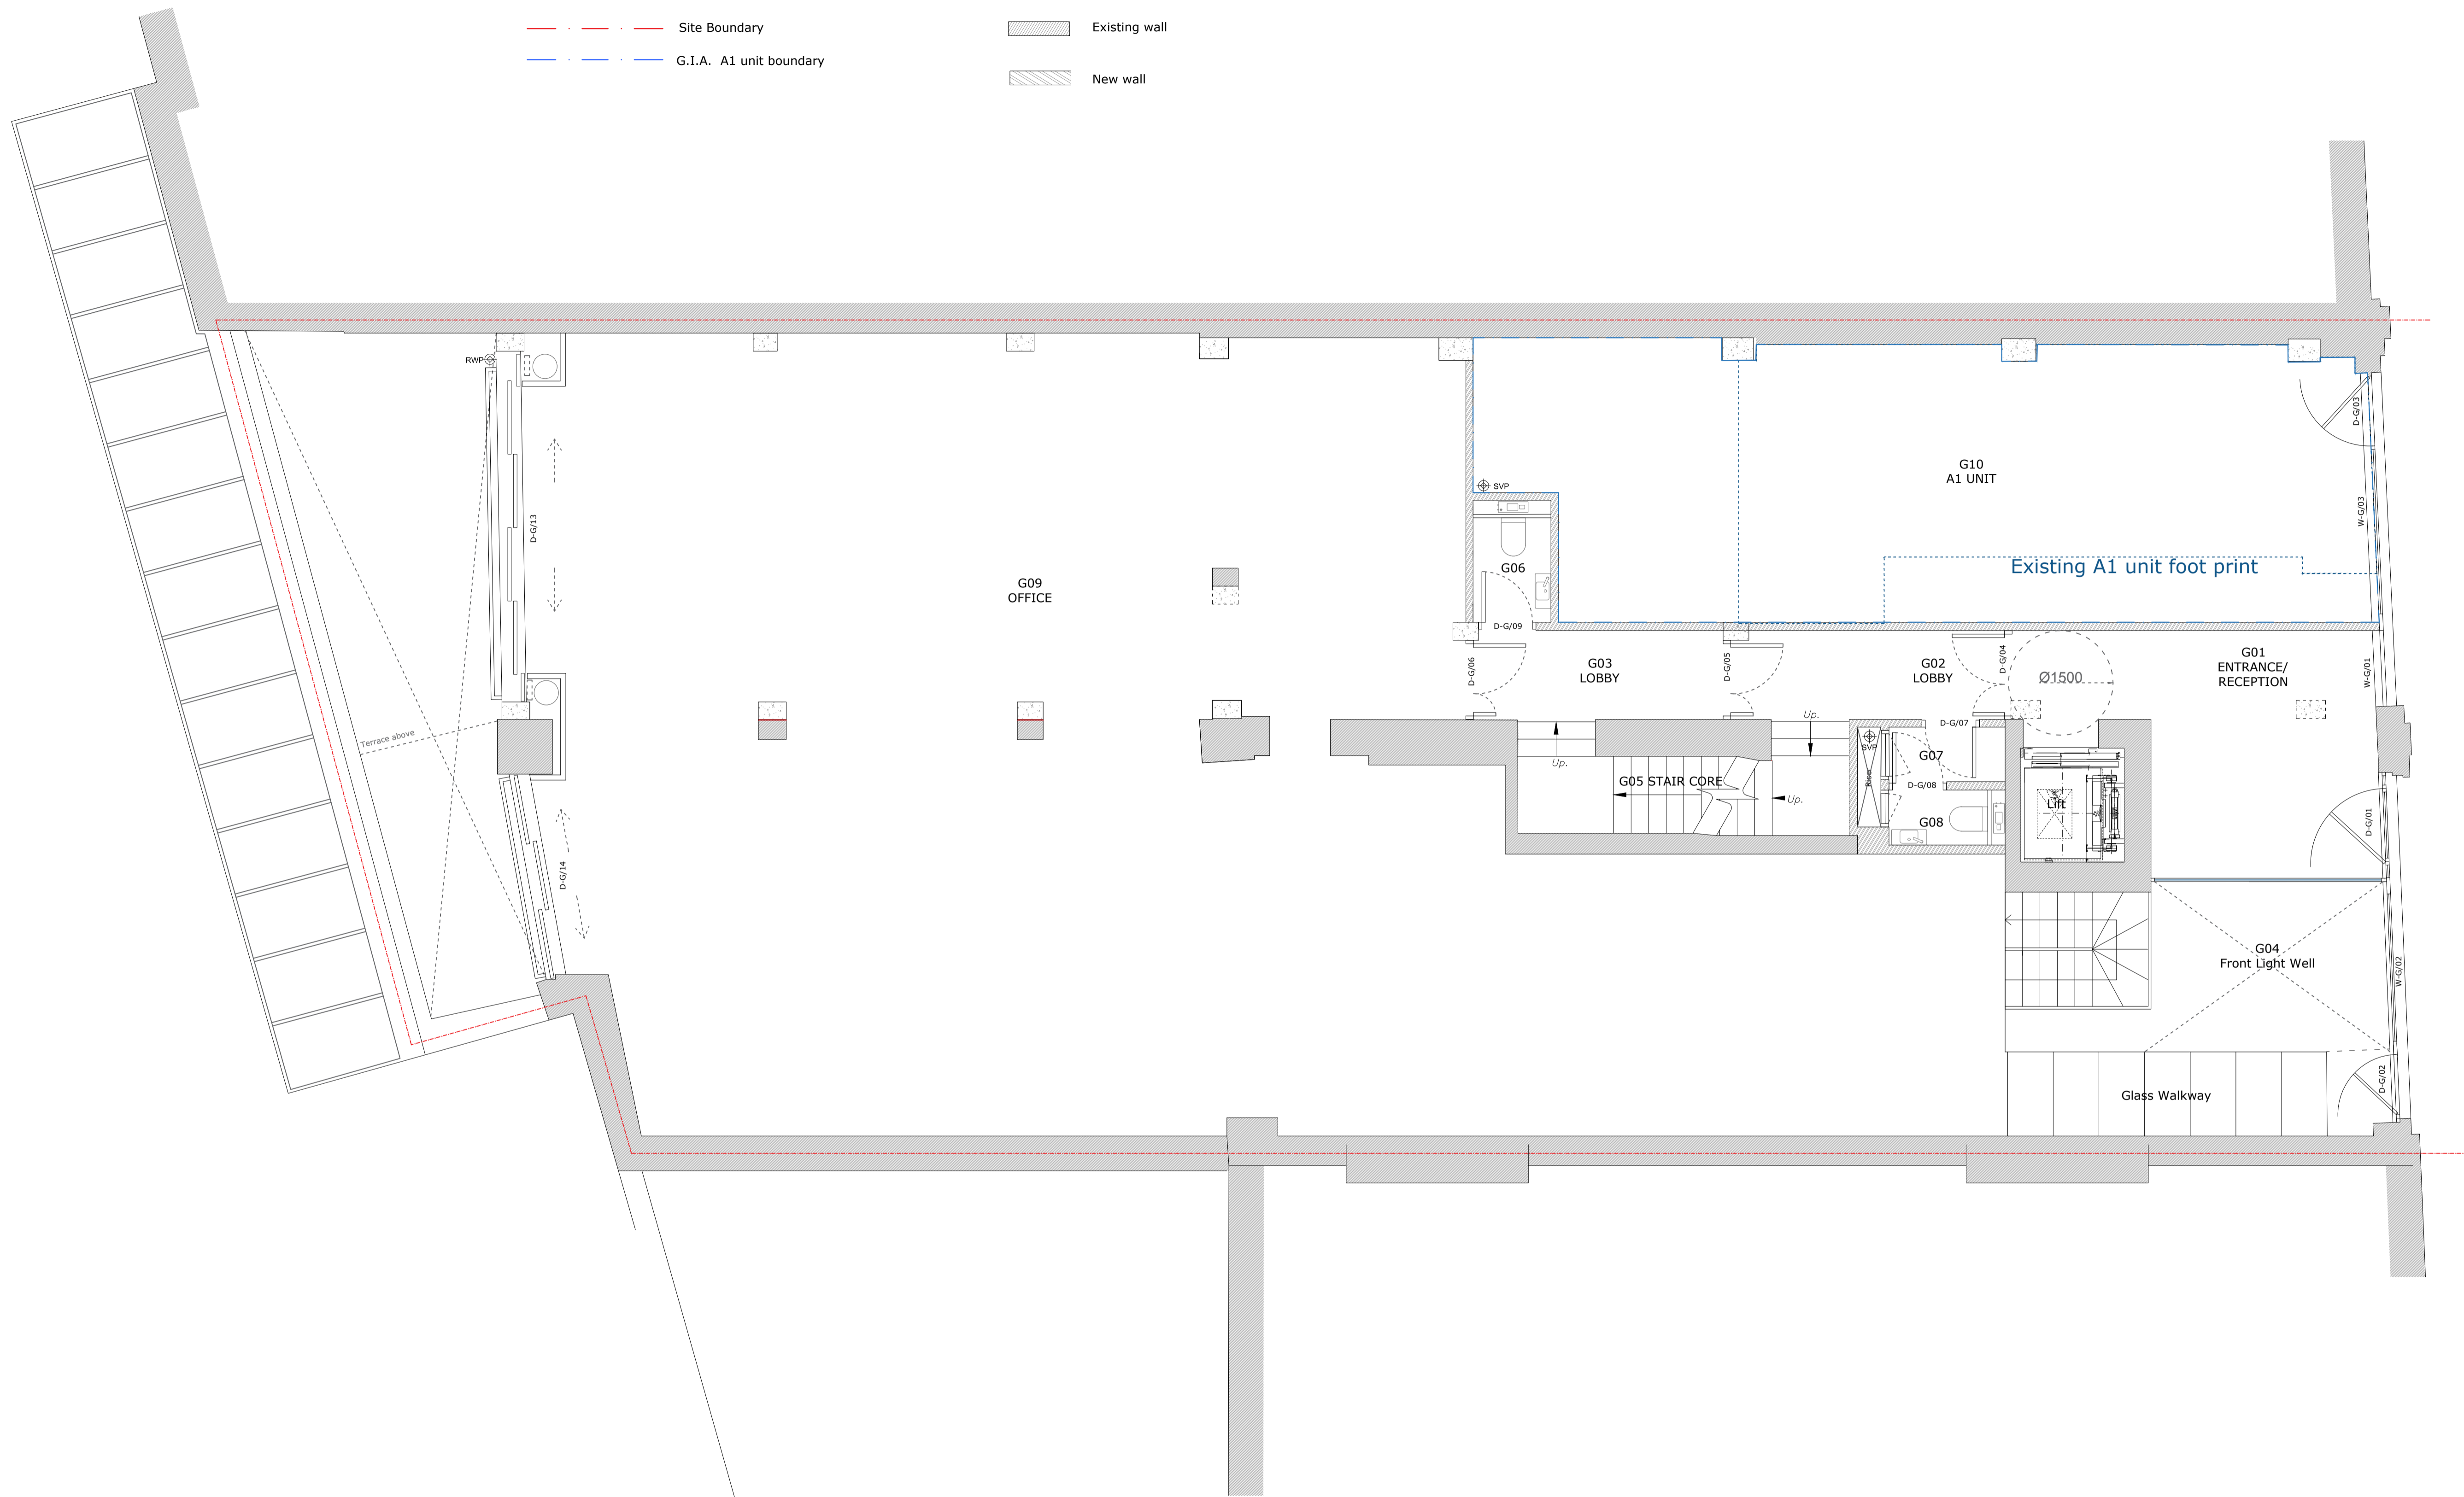 Site Boundary
G.I.A.  A1 unit boundary
Existing wall
New wall
RWP
D-G/13
D-G/14
Terrace above
G09
OFFICE
SVP
G06
D-G/09
D-G/06
G03
LOBBY
D-G/05
G02
LOBBY
D-G/04
Ø1500
G10
A1 UNIT
Existing A1 unit foot print
D-G/03
W-G/03
G01
ENTRANCE/
RECEPTION
W-G/01
Up.
Up.
Up.
G05 STAIR CORE
SVP
Riser
D-G/07
G07
D-G/08
G08
Lift
D-G/01
G04
Front Light Well
W-G/02
Glass Walkway
D-G/02